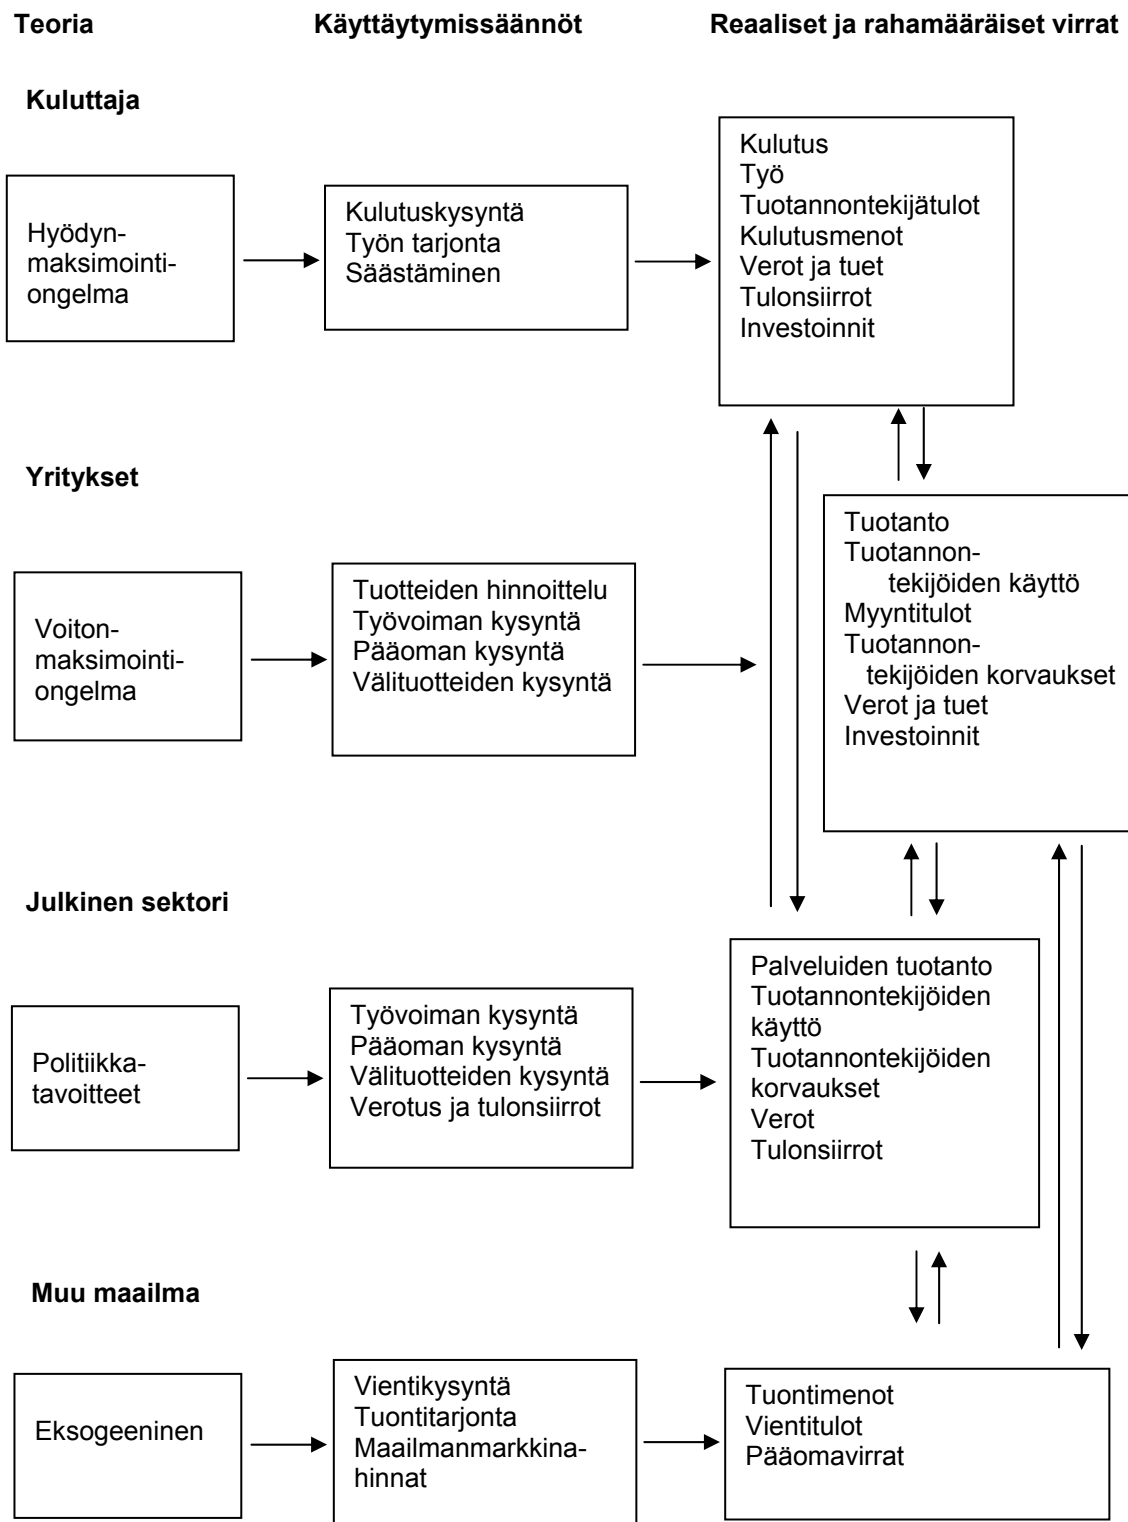 Teoria
Käyttäytymissäännöt
Reaaliset ja rahamääräiset virrat
Kuluttaja
Hyödyn-
maksimointi-
ongelma
Kulutuskysyntä
Työn tarjonta
Säästäminen
Kulutus
Työ
Tuotannontekijätulot
Kulutusmenot
Verot ja tuet
Tulonsiirrot
Investoinnit
Yritykset
Voiton-
maksimointi-
ongelma
Tuotteiden hinnoittelu
Työvoiman kysyntä
Pääoman kysyntä
Välituotteiden kysyntä
Tuotanto
Tuotannon-
tekijöiden käyttö
Myyntitulot
Tuotannon-
tekijöiden korvaukset
Verot ja tuet
Investoinnit
Julkinen sektori
Politiikka-
tavoitteet
Työvoiman kysyntä
Pääoman kysyntä
Välituotteiden kysyntä
Verotus ja tulonsiirrot
Palveluiden tuotanto
Tuotannontekijöiden
käyttö
Tuotannontekijöiden
korvaukset
Verot
Tulonsiirrot
Muu maailma
Eksogeeninen
Vientikysyntä
Tuontitarjonta
Maailmanmarkkina-
hinnat
Tuontimenot
Vientitulot
Pääomavirrat